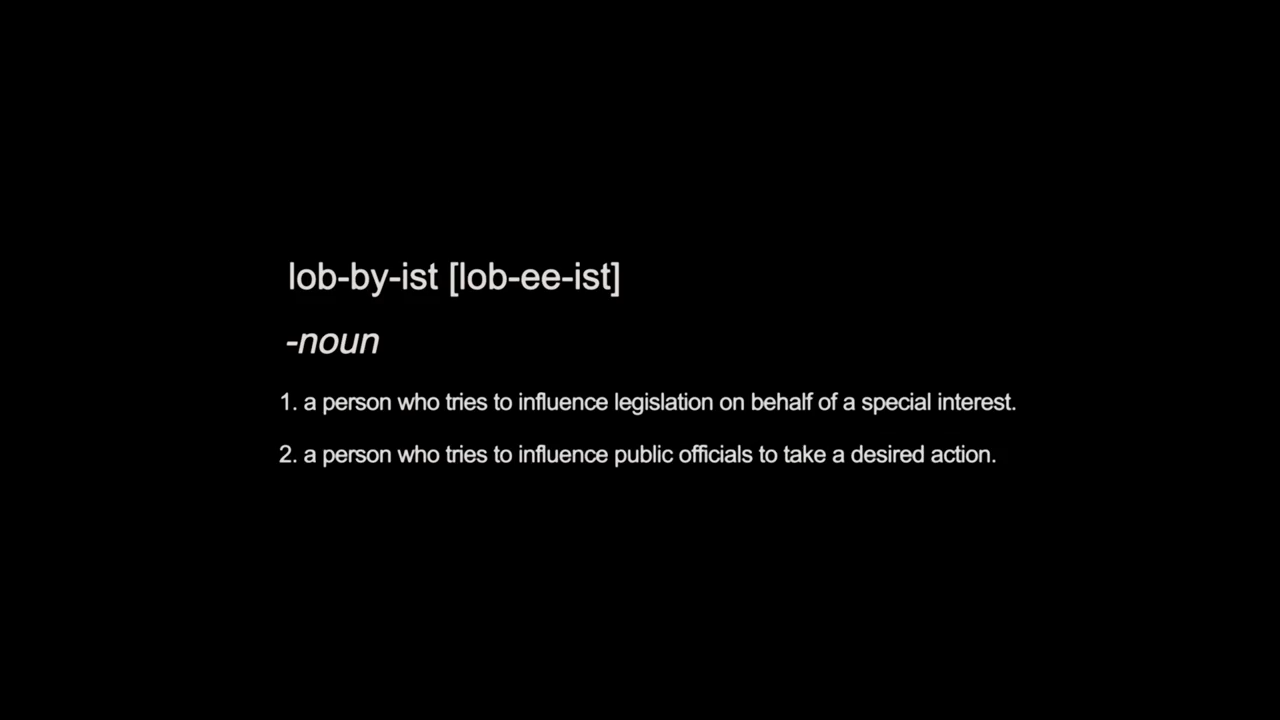 lob-by-ist [lob-ee-ist]
-noun
1. a person who tries to influence legislation on behalf of a special interest.
2. a person who tries to influence public officials to take a desired action.